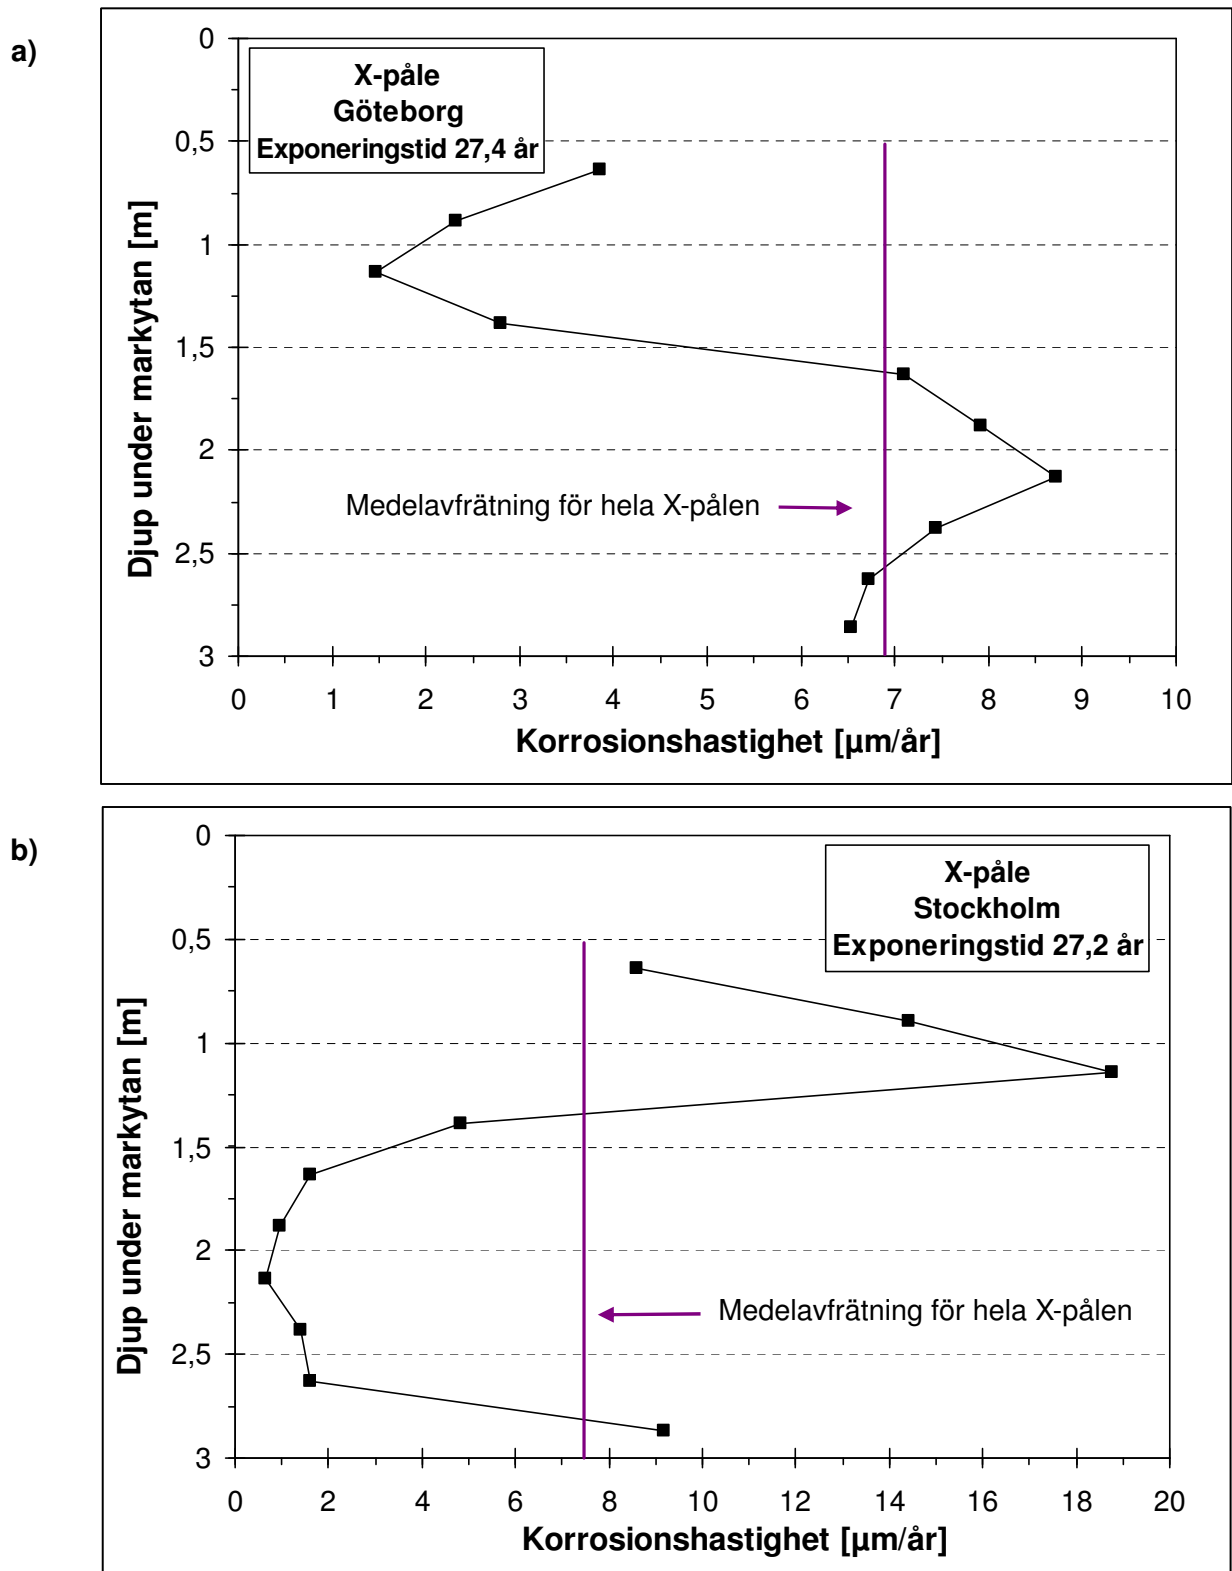 a)
X-påle
Göteborg
Exponeringstid 27,4 år
0
0,5
1
1,5
2
2,5
3
Djup under markytan [m]
Medelavfrätning för hela X-pålen
0 1 2 3 4 5 6 7 8 9 10
Korrosionshastighet [µm/år]
b)
X-påle
Stockholm
Exponeringstid 27,2 år
0
0,5
1
1,5
2
2,5
3
Djup under markytan [m]
Medelavfrätning för hela X-pålen
0 2 4 6 8 10 12 14 16 18 20
Korrosionshastighet [µm/år]